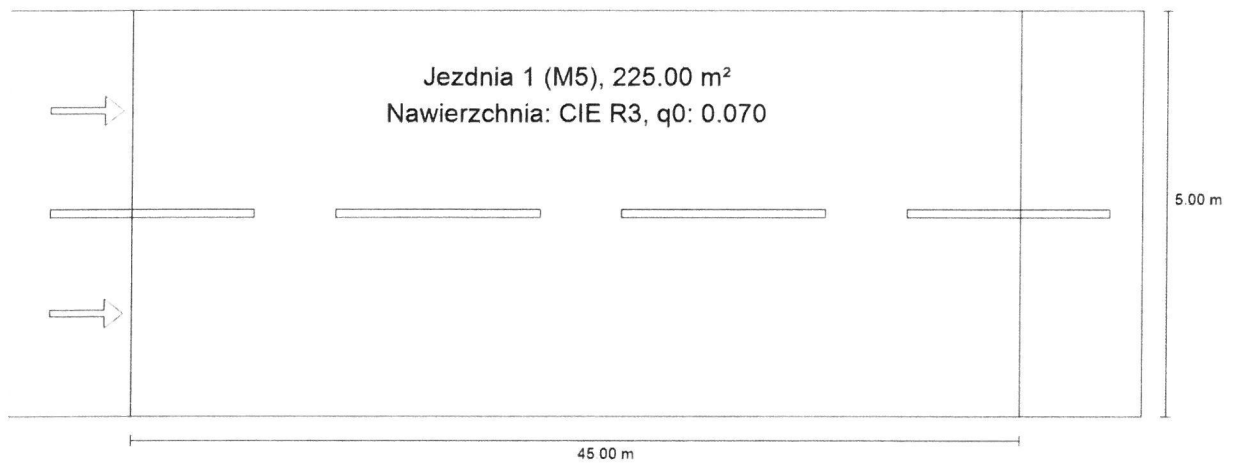 Jezdnia 1 (M5), 225.00 m²
Nawierzchnia: CIE R3, q0: 0.070
5.00 m
45.00 m